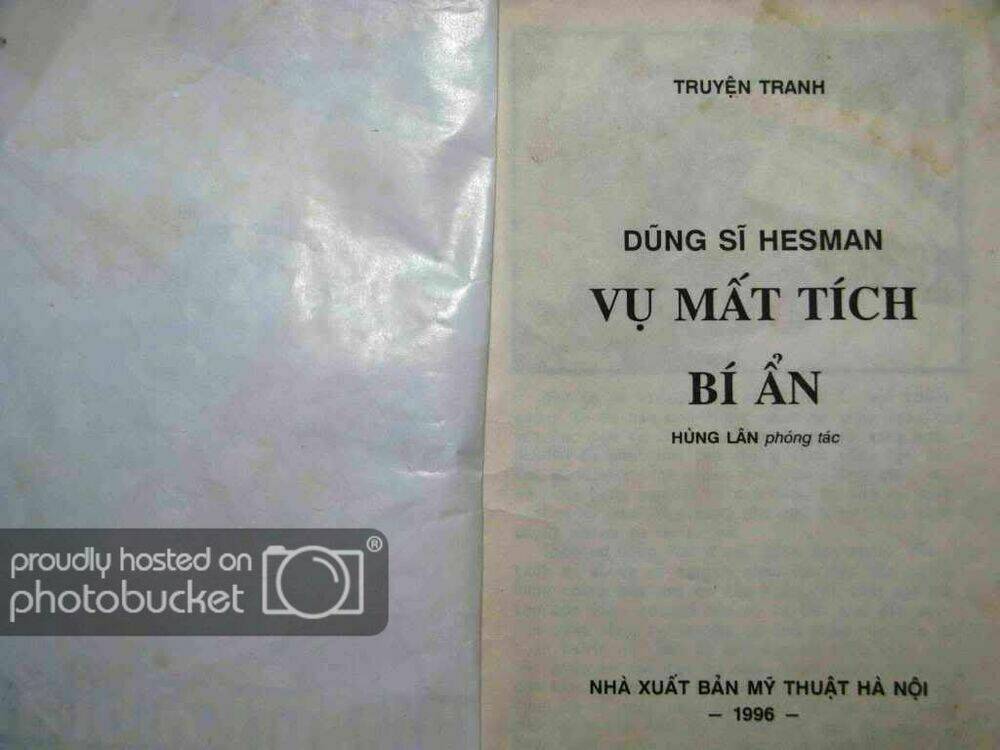 TRUYỆN TRANH
DŨNG SĨ HESMAN
VỤ MẤT TÍCH
BÍ ẨN
HÙNG LÂN phóng tác
NHÀ XUẤT BẢN MỸ THUẬT HÀ NỘI
– 1996 –
proudly hosted on
photobucket®